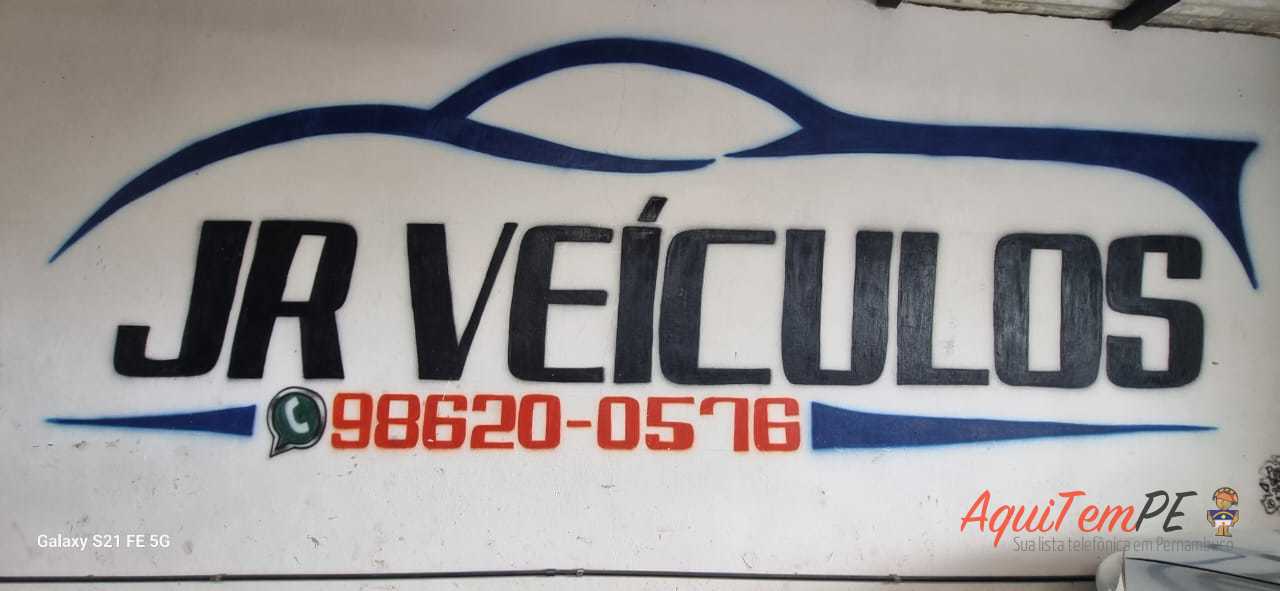 JR VEÍCULOS
98620-0576
Galaxy S21 FE 5G
AquiTemPE
Sua lista telefônica em Pernambuco